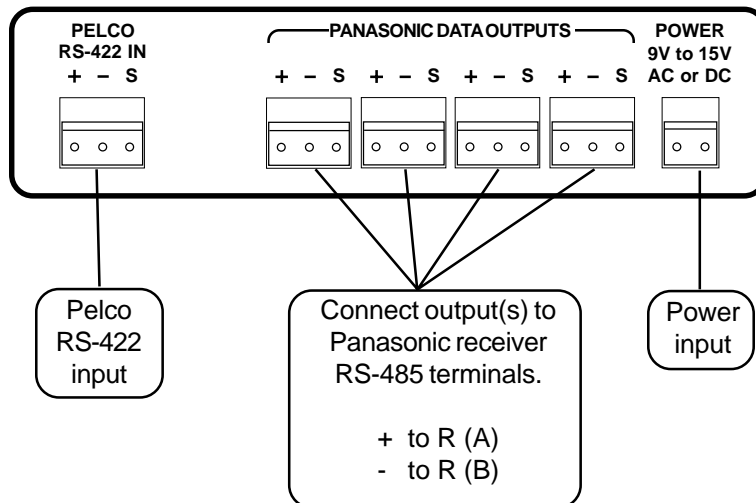 PELCO
RS-422 IN
+ – S
PANASONIC DATA OUTPUTS
+ – S + – S + – S + – S
POWER
9V to 15V
AC or DC
Pelco
RS-422
input
Connect output(s) to
Panasonic receiver
RS-485 terminals.
+ to R (A)
- to R (B)
Power
input